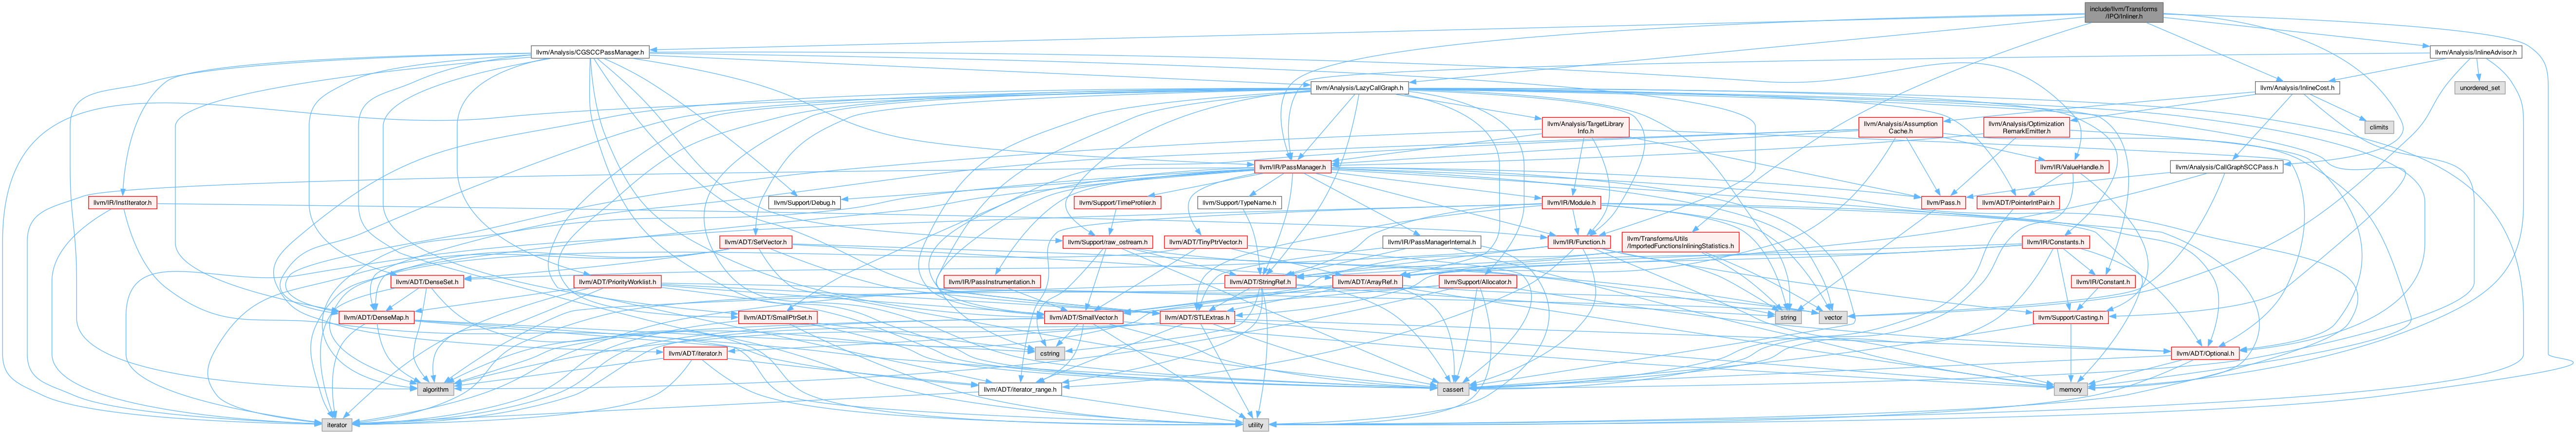 include/llvm/Transforms
/IPO/Inliner.h
llvm/Analysis/CGSCCPassManager.h
llvm/Analysis/InlineAdvisor.h
llvm/Analysis/LazyCallGraph.h
llvm/Analysis/InlineCost.h
unordered_set
llvm/Analysis/TargetLibrary
Info.h
llvm/Analysis/Assumption
Cache.h
llvm/Analysis/Optimization
RemarkEmitter.h
climits
llvm/IR/PassManager.h
llvm/IR/ValueHandle.h
llvm/Analysis/CallGraphSCCPass.h
llvm/IR/InstIterator.h
llvm/Support/Debug.h
llvm/Support/TimeProfiler.h
llvm/Support/TypeName.h
llvm/IR/Module.h
llvm/Pass.h
llvm/ADT/PointerIntPair.h
llvm/ADT/SetVector.h
llvm/Support/raw_ostream.h
llvm/ADT/TinyPtrVector.h
llvm/IR/PassManagerInternal.h
llvm/IR/Function.h
llvm/Transforms/Utils
/ImportedFunctionsInliningStatistics.h
llvm/IR/Constants.h
llvm/ADT/DenseSet.h
llvm/ADT/PriorityWorklist.h
llvm/IR/PassInstrumentation.h
llvm/ADT/StringRef.h
llvm/ADT/ArrayRef.h
llvm/Support/Allocator.h
llvm/IR/Constant.h
llvm/ADT/DenseMap.h
llvm/ADT/SmallPtrSet.h
llvm/ADT/SmallVector.h
llvm/ADT/STLExtras.h
string
vector
llvm/Support/Casting.h
llvm/ADT/iterator.h
cstring
llvm/ADT/Optional.h
algorithm
llvm/ADT/iterator_range.h
cassert
memory
iterator
utility